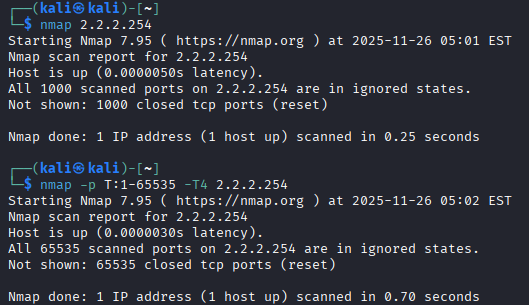 ┌──(kali㉿kali)-[~]
└─$ nmap 2.2.2.254
Starting Nmap 7.95 ( https://nmap.org ) at 2025-11-26 05:01 EST
Nmap scan report for 2.2.2.254
Host is up (0.0000050s latency).
All 1000 scanned ports on 2.2.2.254 are in ignored states.
Not shown: 1000 closed tcp ports (reset)

Nmap done: 1 IP address (1 host up) scanned in 0.25 seconds

┌──(kali㉿kali)-[~]
└─$ nmap -p T:1-65535 -T4 2.2.2.254
Starting Nmap 7.95 ( https://nmap.org ) at 2025-11-26 05:02 EST
Nmap scan report for 2.2.2.254
Host is up (0.0000030s latency).
All 65535 scanned ports on 2.2.2.254 are in ignored states.
Not shown: 65535 closed tcp ports (reset)

Nmap done: 1 IP address (1 host up) scanned in 0.70 seconds